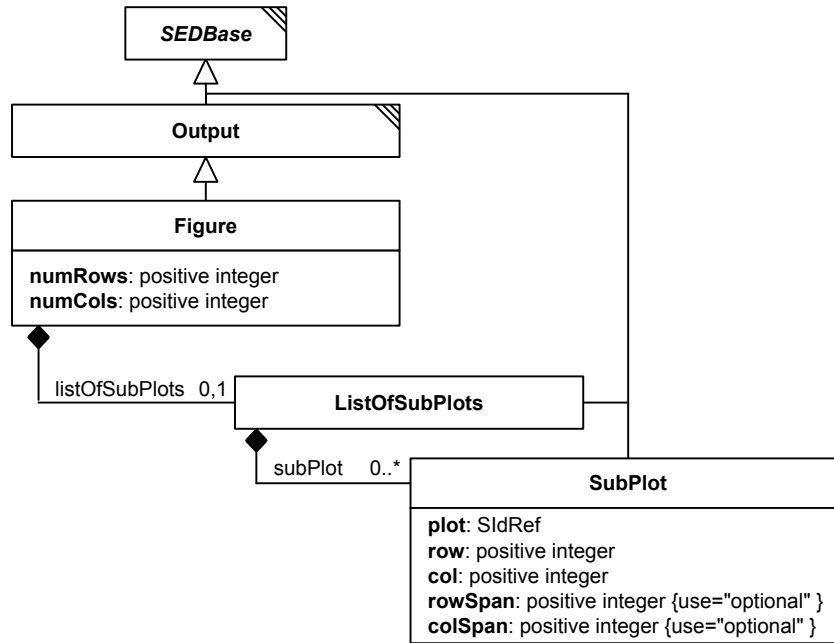 SEDBase
Output
Figure
numRows: positive integer
numCols: positive integer
listOfSubPlots 0,1
ListOfSubPlots
subPlot 0..*
SubPlot
plot: SIdRef
row: positive integer
col: positive integer
rowSpan: positive integer {use="optional" }
colSpan: positive integer {use="optional" }